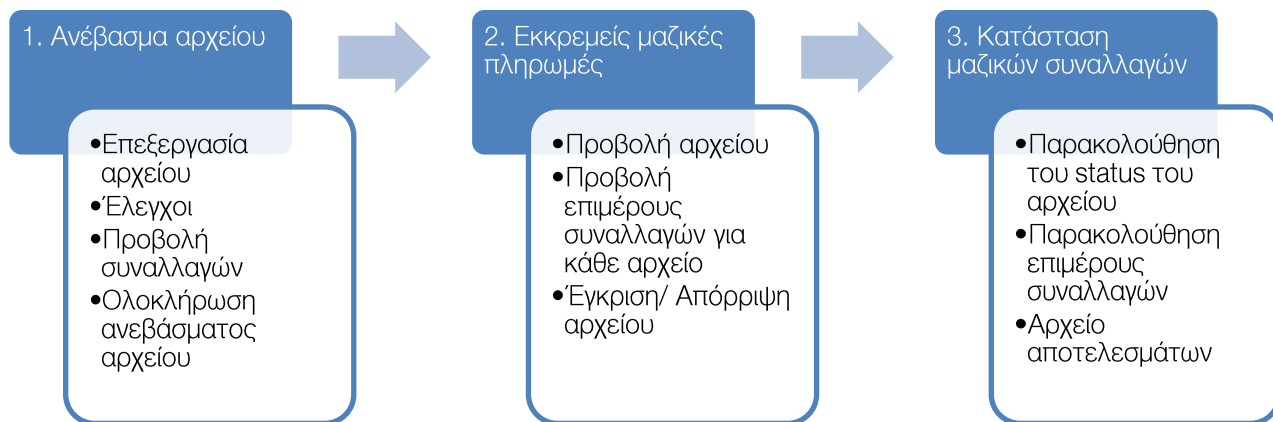 1. Ανέβασμα αρχείου
•Επεξεργασία
αρχείου
•Έλεγχοι
•Προβολή
συναλλαγών
•Ολοκλήρωση
ανεβάσματος
αρχείου
2. Εκκρεμείς μαζικές
πληρωμές
•Προβολή αρχείου
•Προβολή
επιμέρους
συναλλαγών για
κάθε αρχείο
•Έγκριση/ Απόρριψη
αρχείου
3. Κατάσταση
μαζικών συναλλαγών
•Παρακολούθηση
του status του
αρχείου
•Παρακολούθηση
επιμέρους
συναλλαγών
•Αρχείο
αποτελεσμάτων